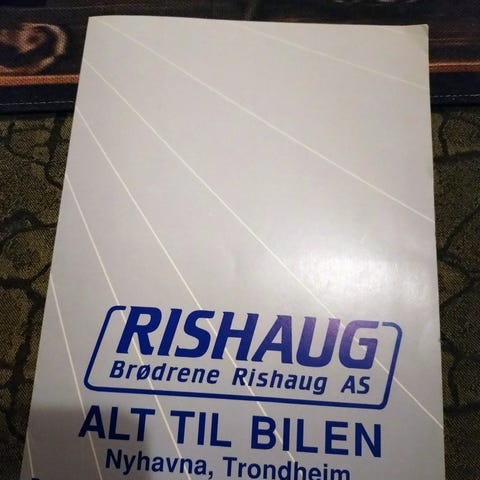 RISHAUG
Brødrene Rishaug AS
ALT TIL BILEN
Nyhavna, Trondheim